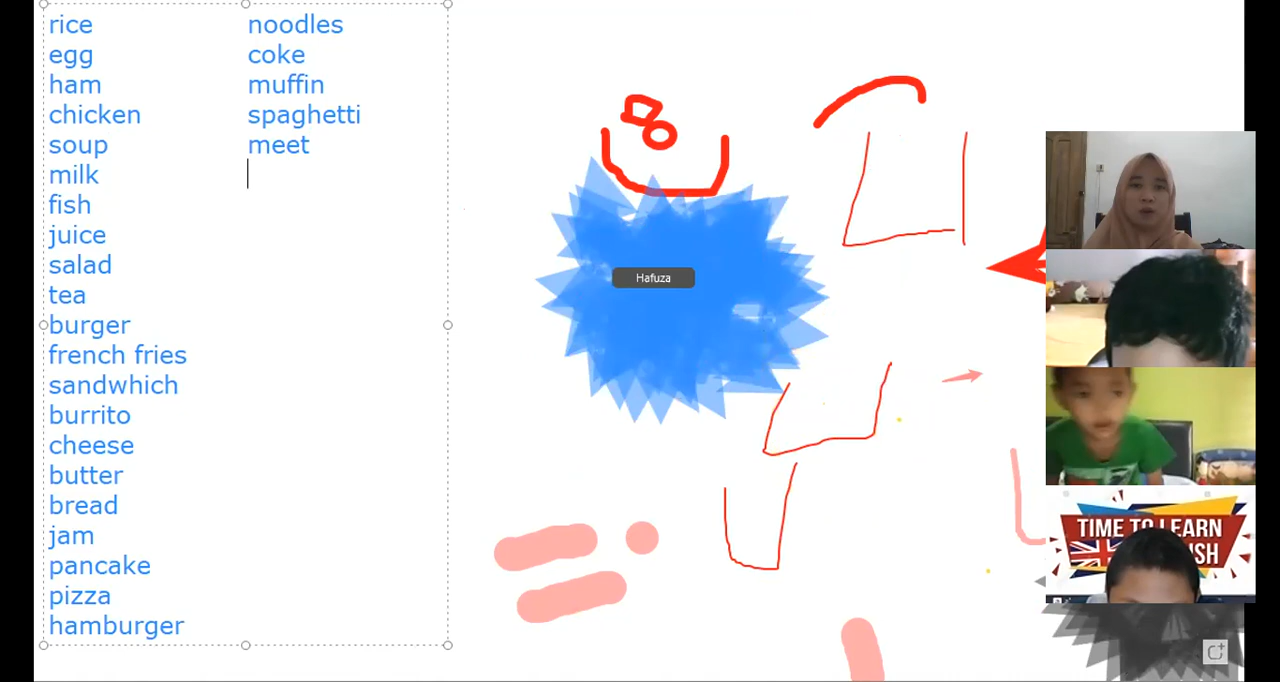 rice
egg
ham
chicken
soup
milk
fish
juice
salad
tea
burger
french fries
sandwhich
burrito
cheese
butter
bread
jam
pancake
pizza
hamburger
noodles
coke
muffin
spaghetti
meet
Hafuza
TIME TO LEARN